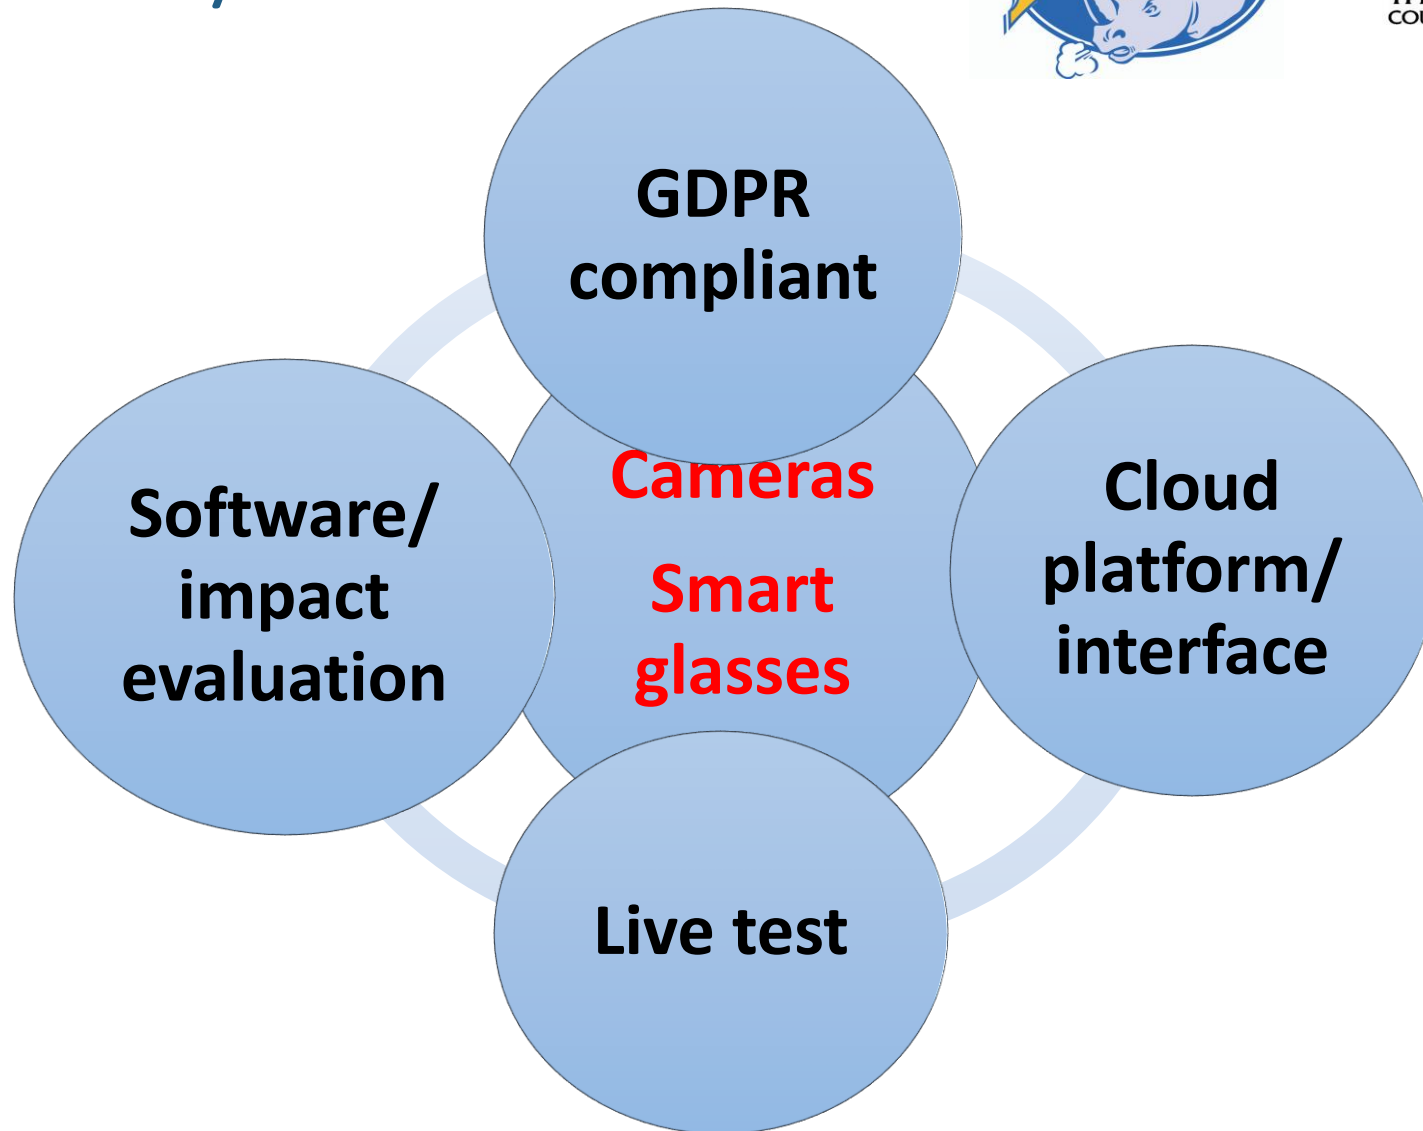 GDPR
compliant
Cameras
Smart
glasses
Software/
impact
evaluation
Cloud
platform/
interface
Live test